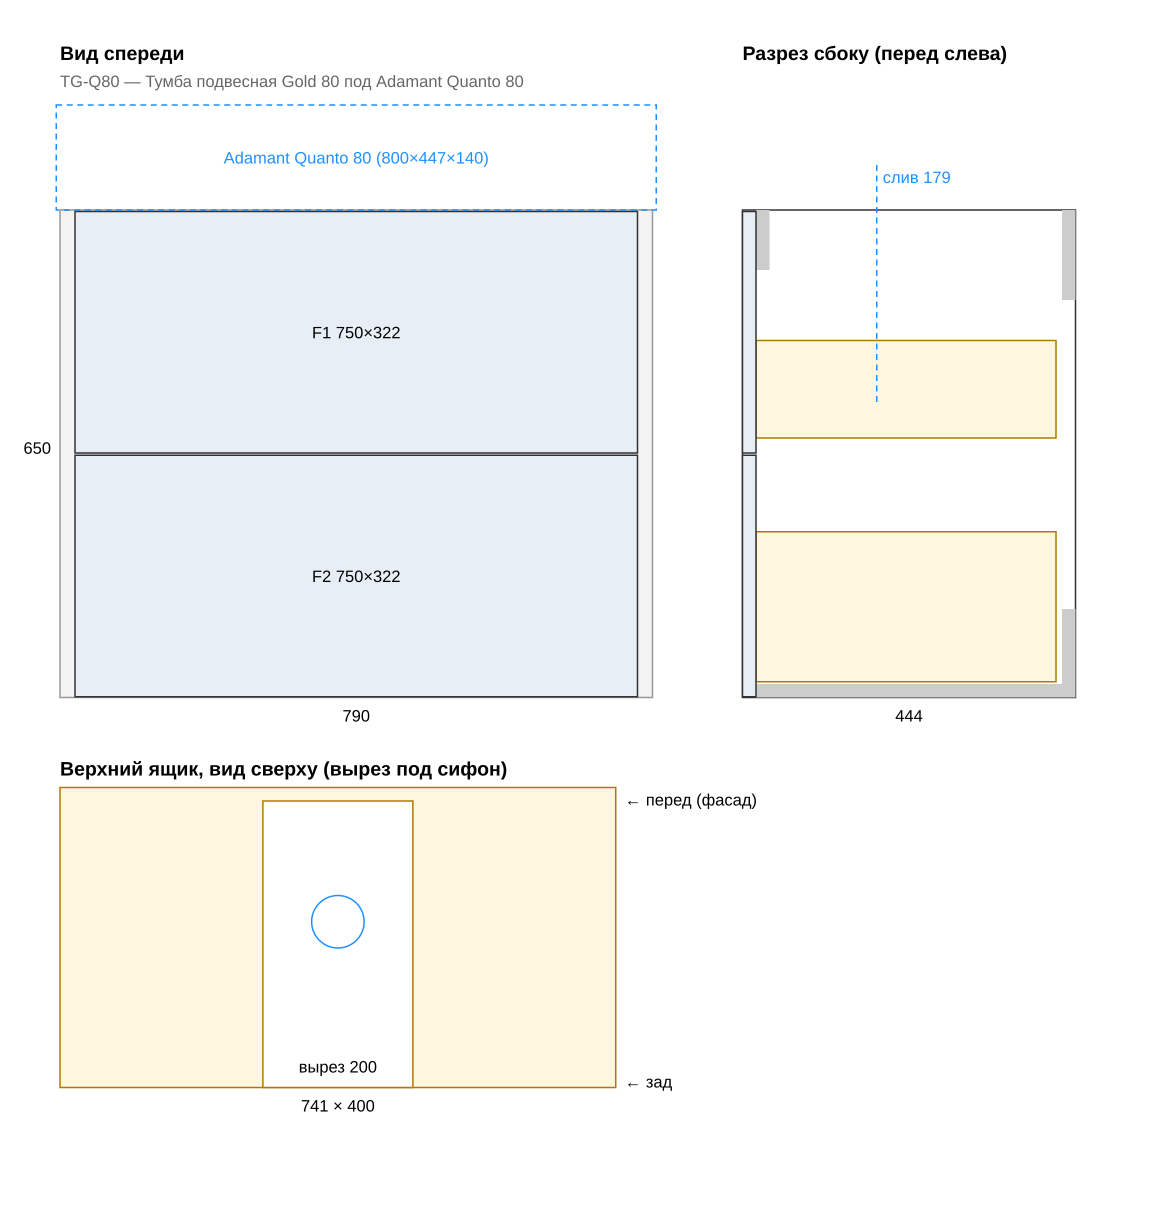 Вид спереди
TG-Q80 — Тумба подвесная Gold 80 под Adamant Quanto 80
Разрез сбоку (перед слева)
Adamant Quanto 80 (800×447×140)
слив 179
F1 750×322
650
F2 750×322
790
444
Верхний ящик, вид сверху (вырез под сифон)
← перед (фасад)
вырез 200
← зад
741 × 400